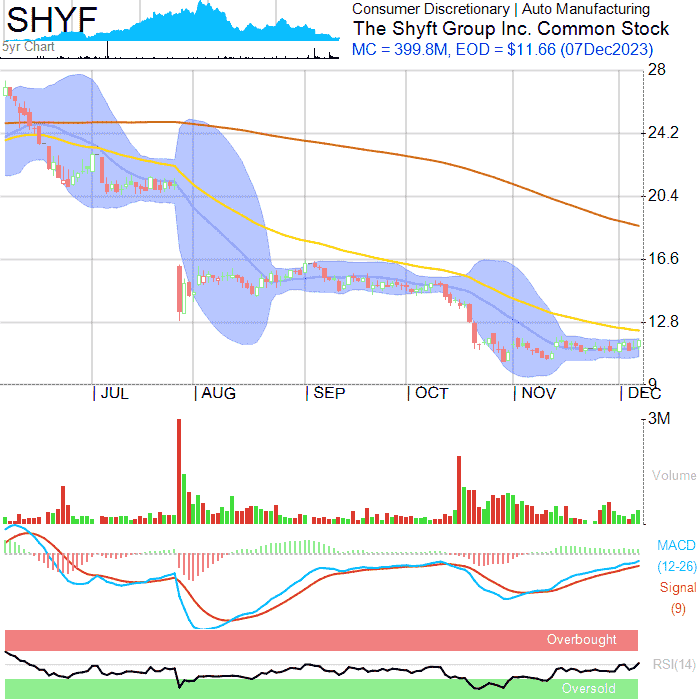 SHYF
5yr Chart
Consumer Discretionary | Auto Manufacturing
The Shyft Group Inc. Common Stock
MC = 399.8M, EOD = $11.66 (07Dec2023)
28
24.2
20.4
16.6
12.8
9
JUL AUG SEP OCT NOV DEC
3M
Volume
MACD
(12-26)
Signal
(9)
Overbought
RSI(14)
Oversold